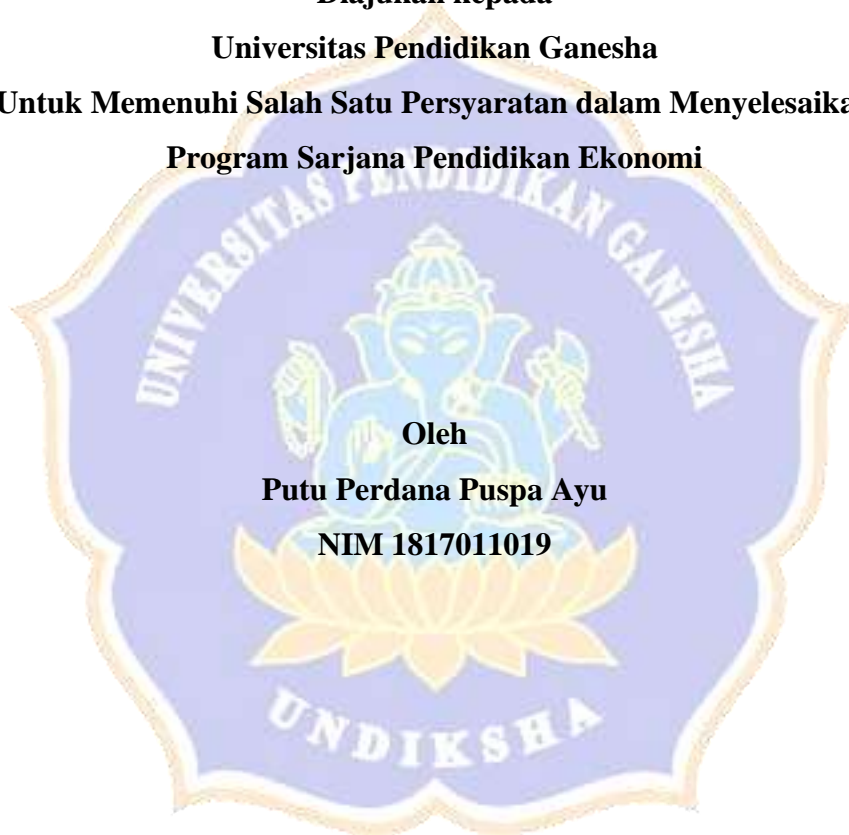 Diajukan kepada
Universitas Pendidikan Ganesha
Untuk Memenuhi Salah Satu Persyaratan dalam Menyelesaika
Program Sarjana Pendidikan Ekonomi
UNIVERSITAS PENDIDIKAN GANESHA
Oleh
Putu Perdana Puspa Ayu
NIM 1817011019
UNDIKSHA